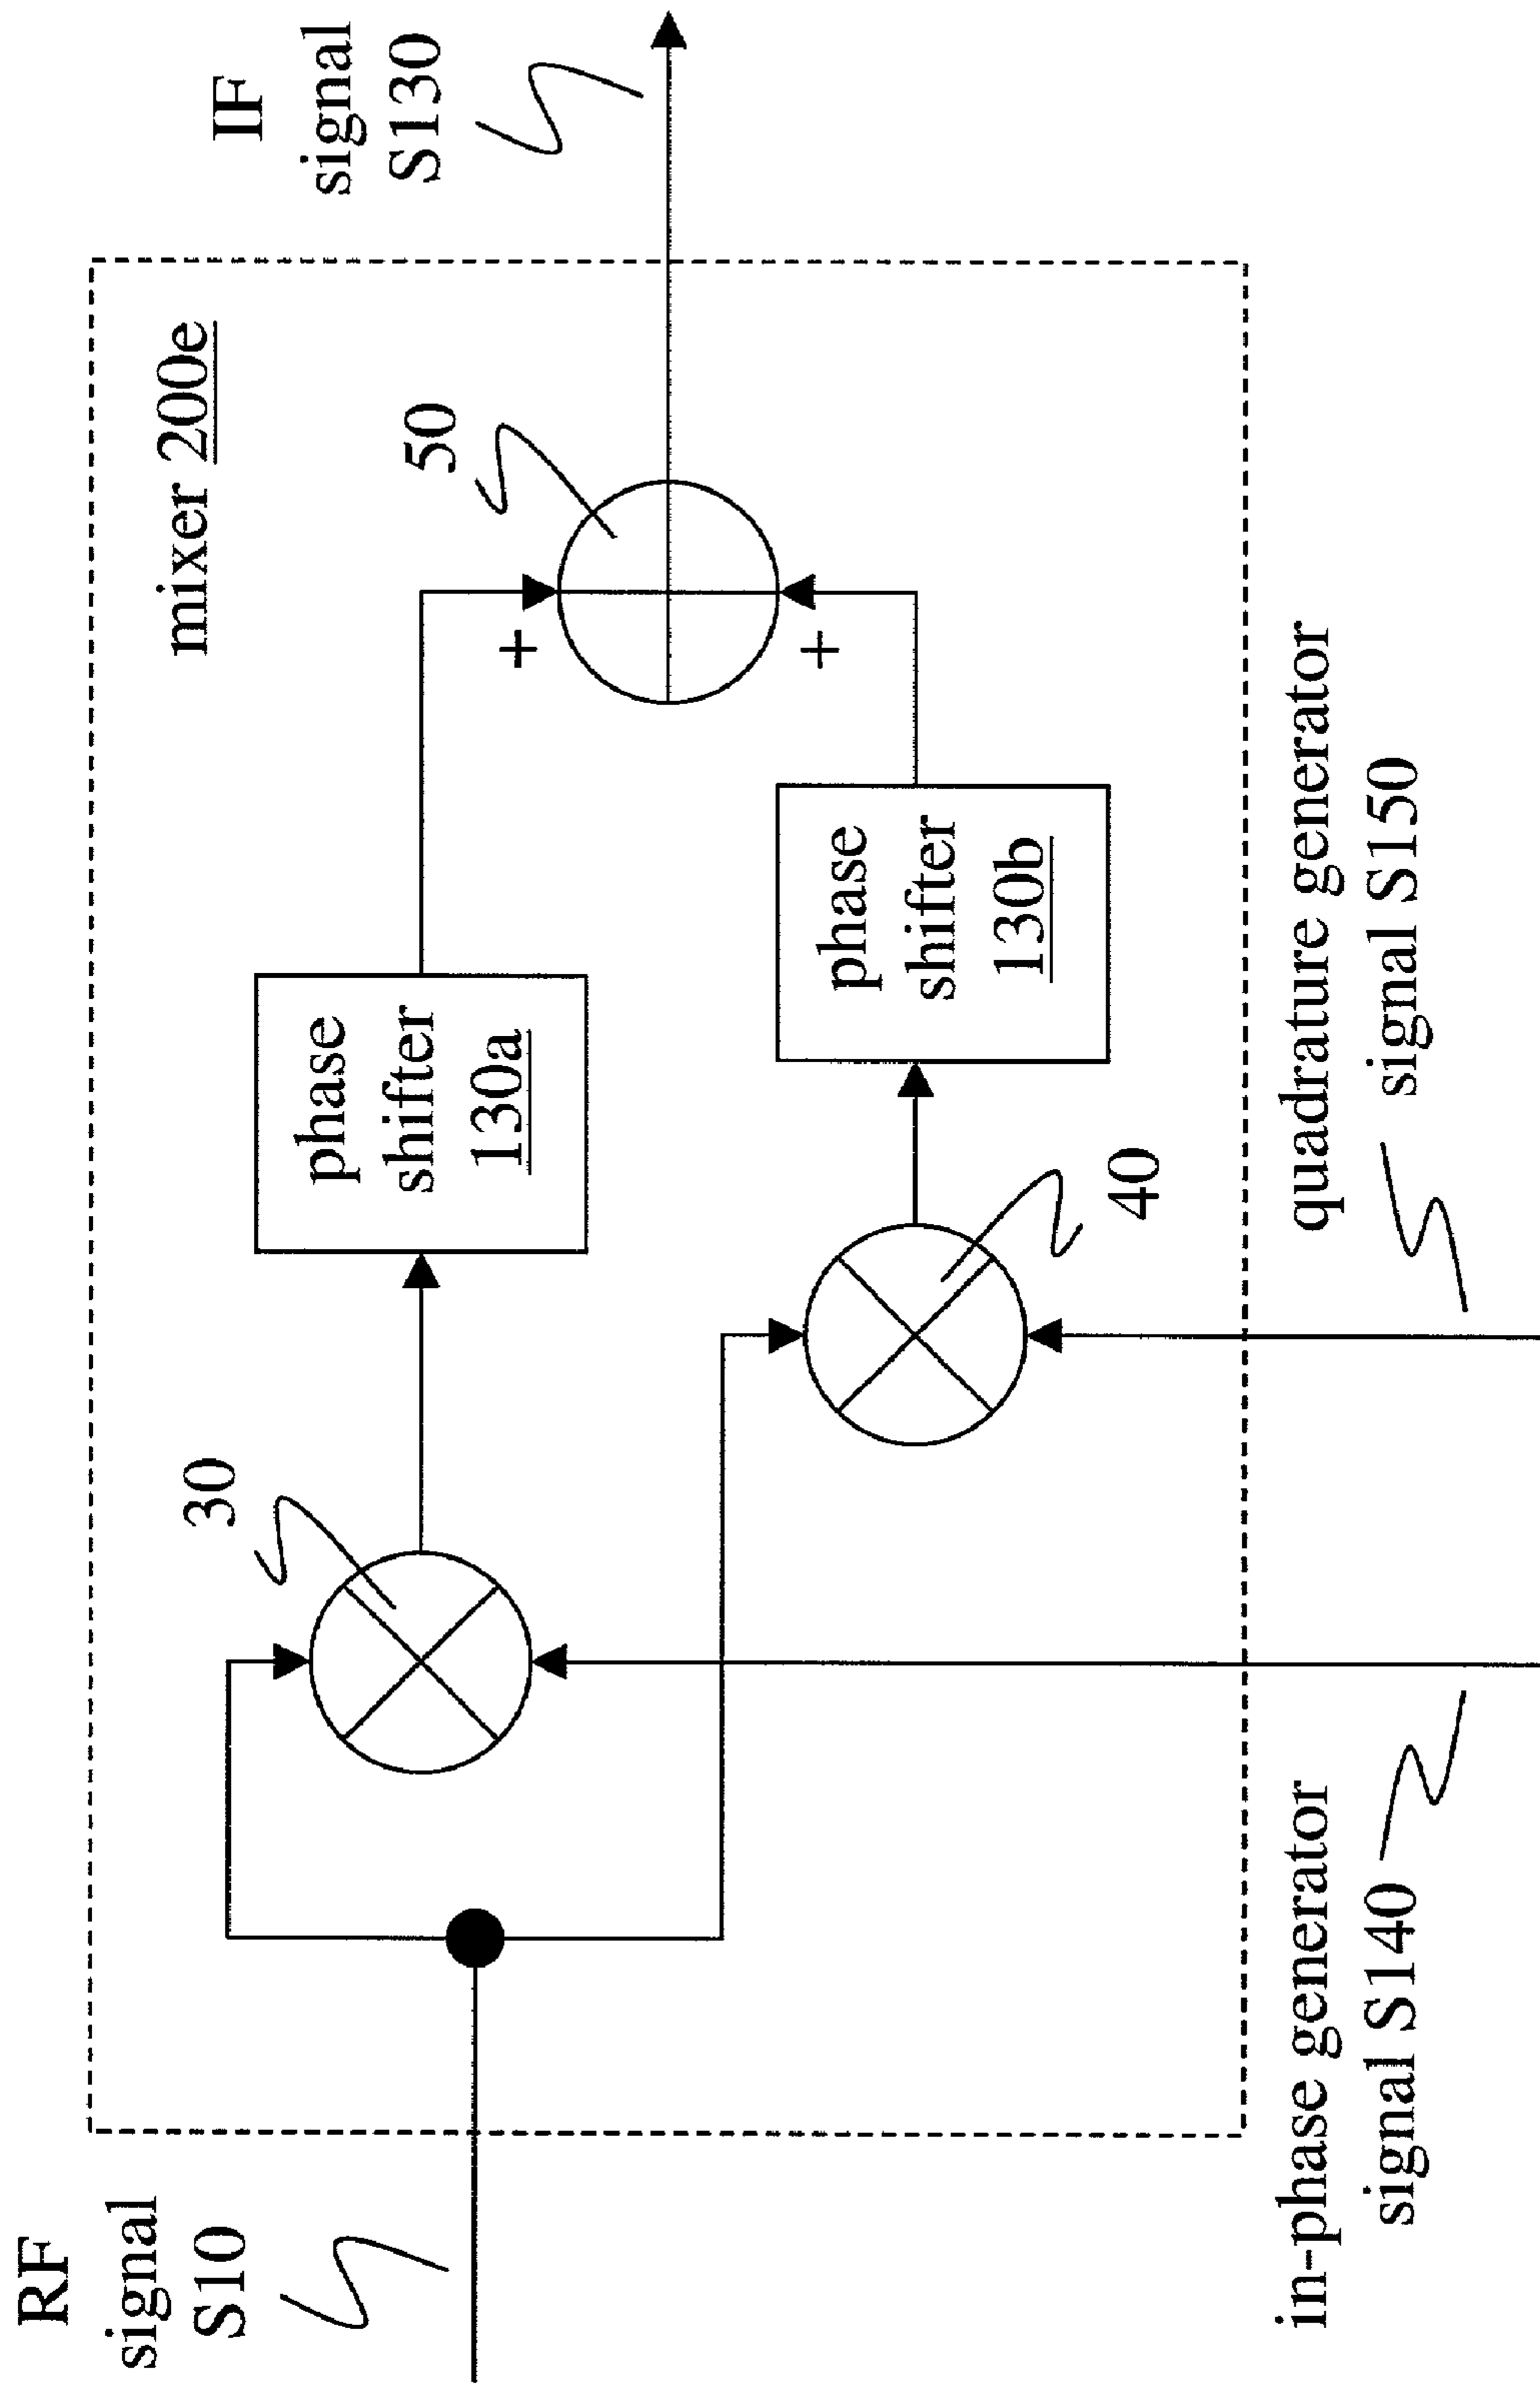 RF
signal
S10
IF
signal
S130
mixer 200e
30
phase
shifter
130a
50
+
+
phase
shifter
130b
40
in-phase generator
signal S140
quadrature generator
signal S150